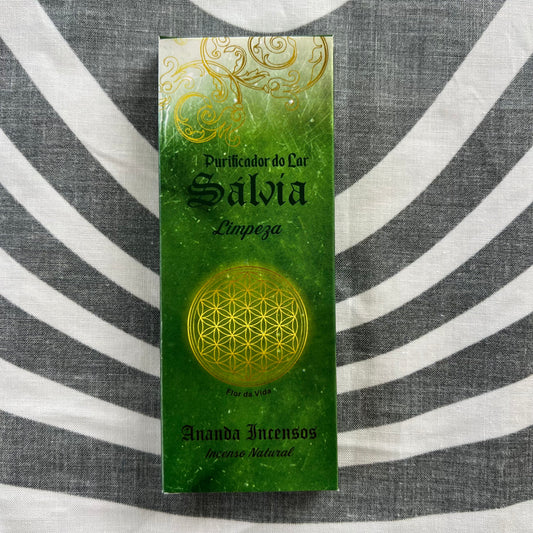 Purificador do Lar
Sálvia
Limpeza
Flor da Vida
Ananda Incensos
Incenso Natural